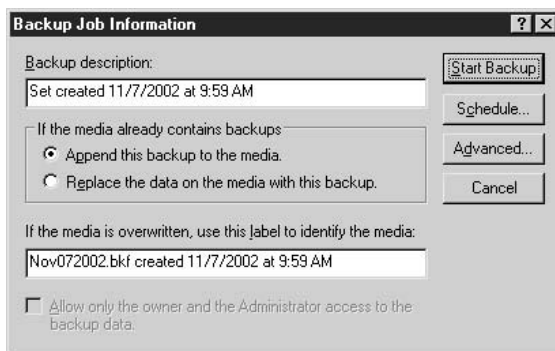 Backup Job Information
Backup description:
Set created 11/7/2002 at 9:59 AM
If the media already contains backups
Append this backup to the media.
Replace the data on the media with this backup.
If the media is overwritten, use this label to identify the media:
Nov072002.bkf created 11/7/2002 at 9:59 AM
Allow only the owner and the Administrator access to the
backup data.
Start Backup
Schedule...
Advanced...
Cancel